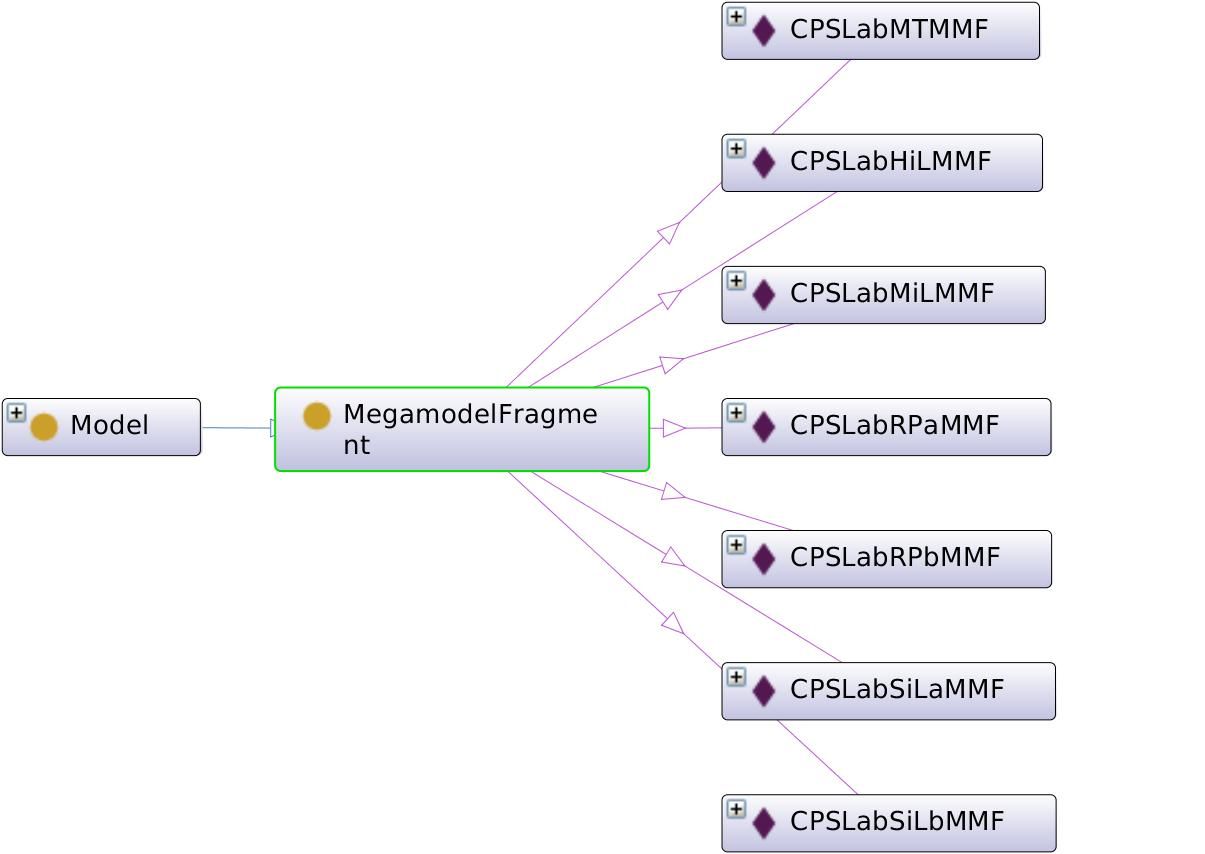 CPSLabMTMMF
CPSLabHiLMMF
CPSLabMiLMMF
Model
MegamodelFragme
nt
CPSLabRPaMMF
CPSLabRPbMMF
CPSLabSiLaMMF
CPSLabSiLbMMF